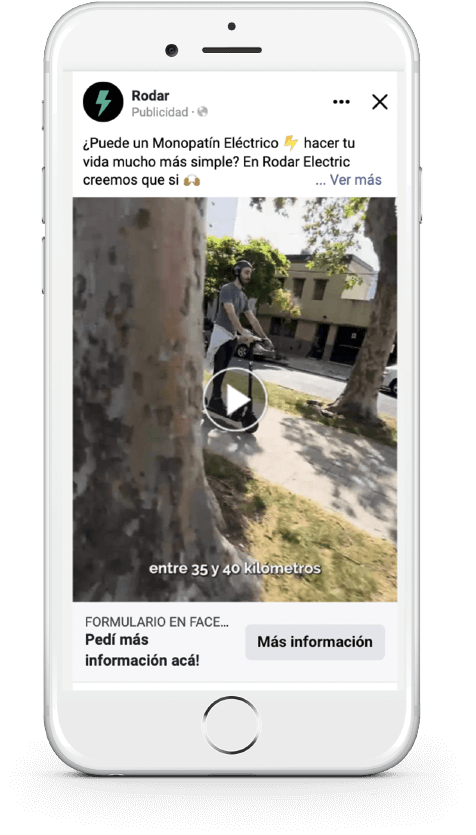 Rodar
Publicidad ·
¿Puede un Monopatín Eléctrico ⚡ hacer tu
vida mucho más simple? En Rodar Electric
creemos que si 🙌 ... Ver más
entre 35 y 40 kilómetros
FORMULARIO EN FACE...
Pedí más
información acá!
Más información